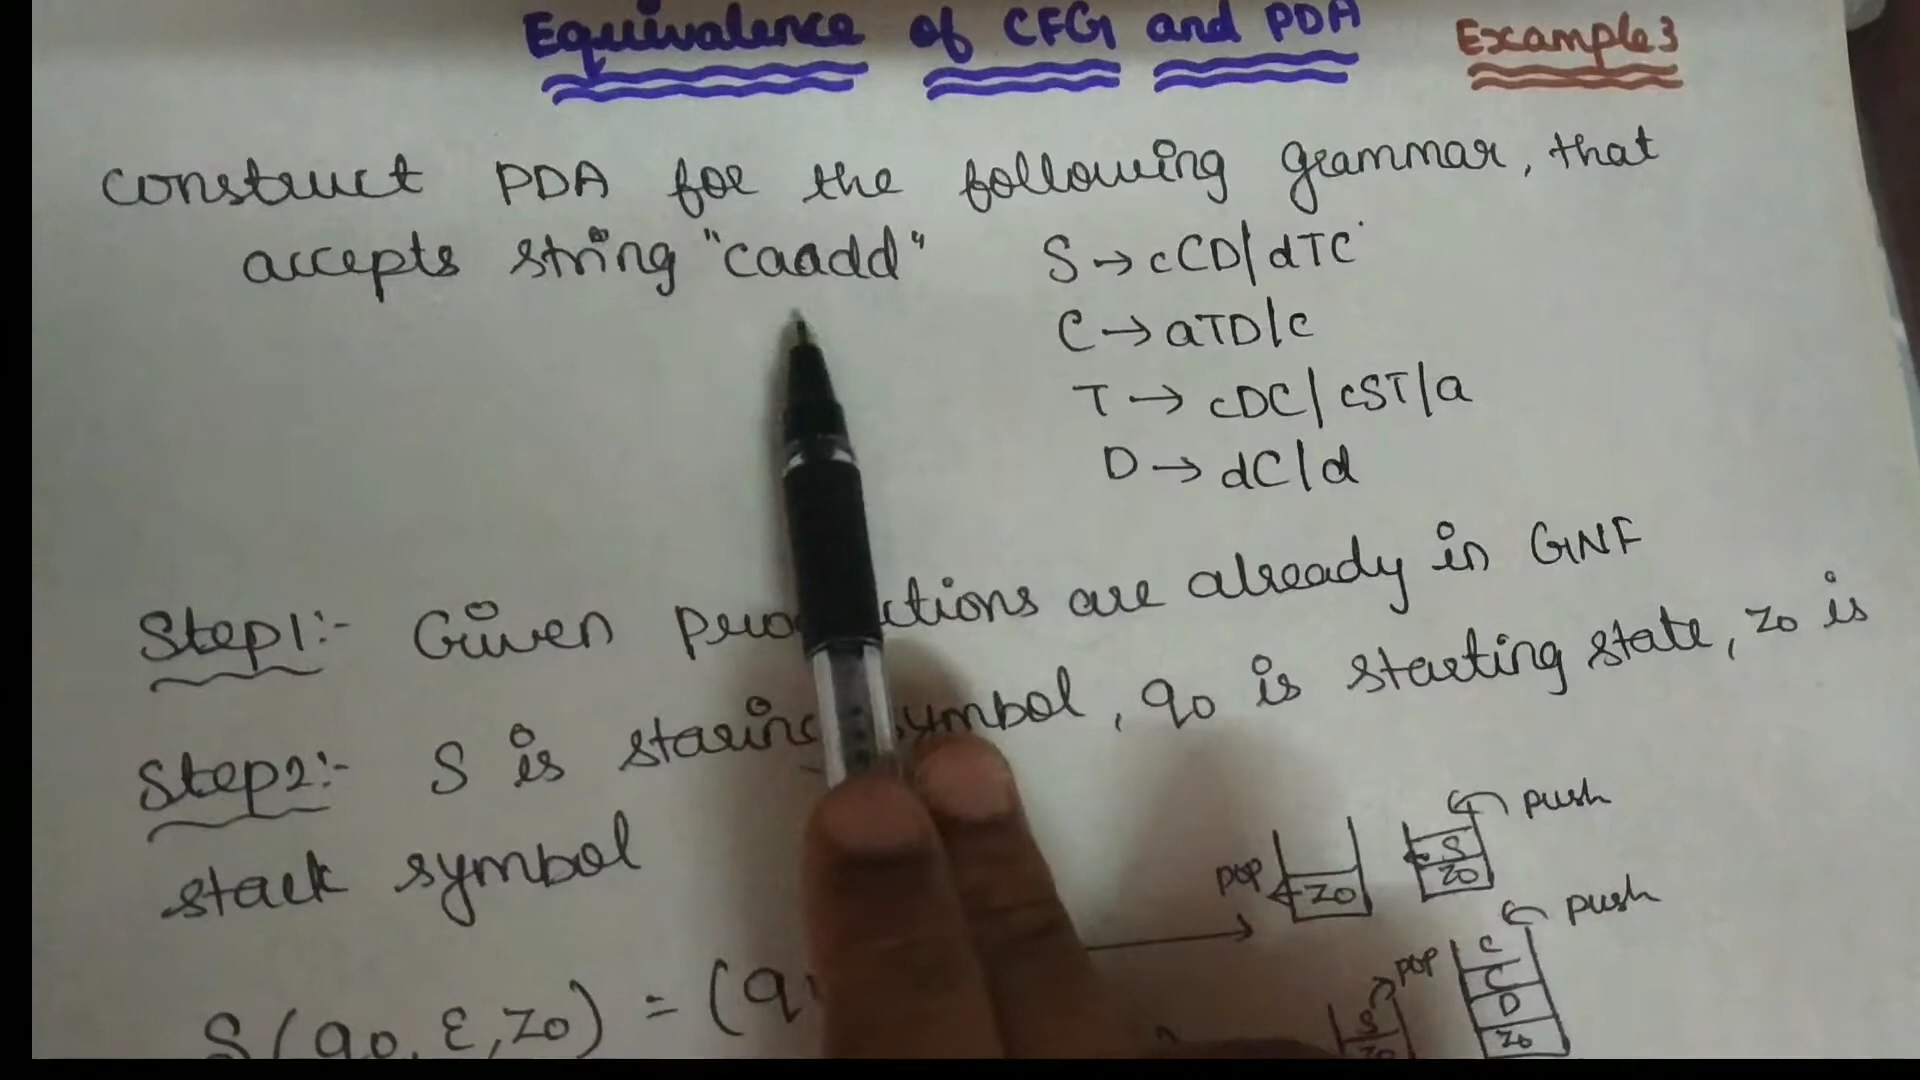 Equivalence of CFG and PDA Example 3
construct PDA for the following grammar, that
accepts string "caadd" S → cCD/dTC
C → aTD/c
T → cDC/cST/a
D → dC/d
Step1:- Given productions are already in GNF
Step2:- S is staring symbol, q0 is starting state, z0 is
stack symbol
push
pop z0
S
z0
push
δ(q0, ε, z0) = (q
pop
S
z0
c
C
D
z0